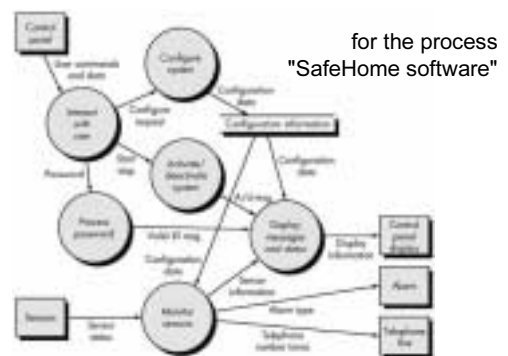 for the process
"SafeHome software"
Control
panel
User commands
and data
Configure
system
Interact
with
user
Configure
request
Configuration
data
Configuration information
Start
stop
Activate/
deactivate
system
Configuration
data
Password
A/D msg.
Process
password
Valid ID msg.
Display
messages
and status
Configuration
data
Display
information
Control
panel
display
Sensor
information
Alarm
Sensors
Sensor
status
Monitor
sensors
Alarm type
Telephone
number tones
Telephone
line